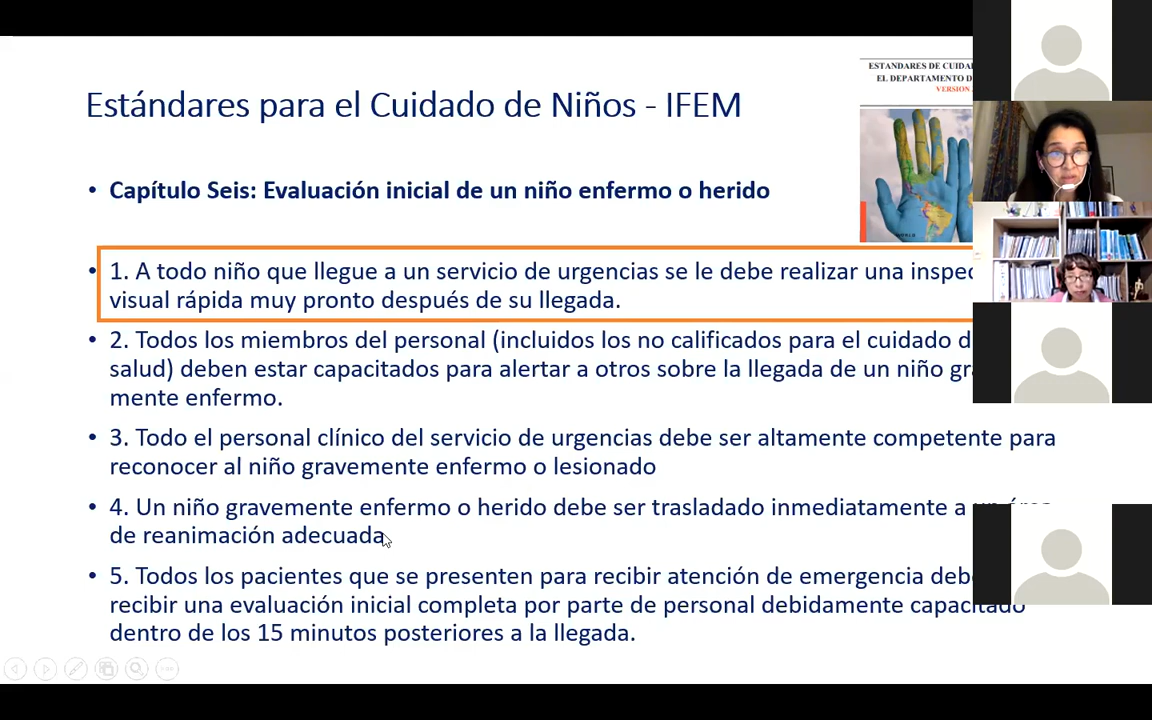 ESTANDARES DE
EL DEPARTAMENTO
VERSION
Estándares para el Cuidado de Niños - IFEM
• Capítulo Seis: Evaluación inicial de un niño enfermo o herido
• 1. A todo niño que llegue a un servicio de urgencias se le debe realizar una
visual rápida muy pronto después de su llegada.
• 2. Todos los miembros del personal (incluidos los no calificados para el cuidado
salud) deben estar capacitados para alertar a otros sobre la llegada de un niño
mente enfermo.
• 3. Todo el personal clínico del servicio de urgencias debe ser altamente competente para
reconocer al niño gravemente enfermo o lesionado
• 4. Un niño gravemente enfermo o herido debe ser trasladado inmediatamente a
de reanimación adecuada
• 5. Todos los pacientes que se presenten para recibir atención de emergencia
recibir una evaluación inicial completa por parte de personal debidamente capacitado
dentro de los 15 minutos posteriores a la llegada.